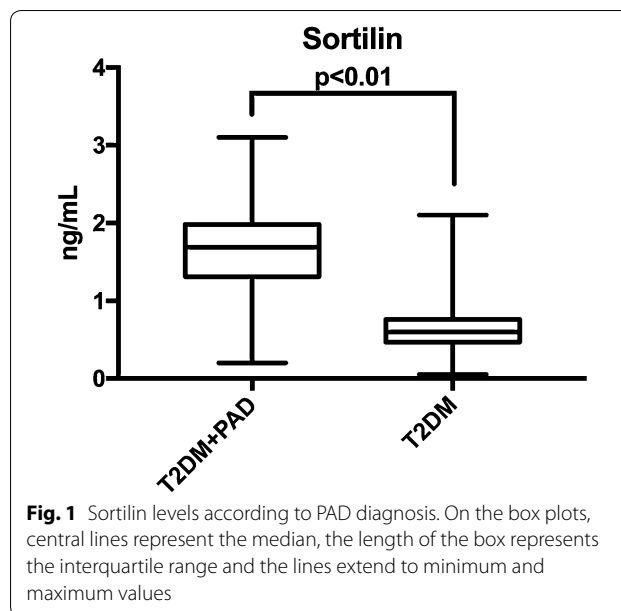 Sortilin
p<0.01
4
3
2
1
0
ng/mL
T2DM+PAD
T2DM
Fig. 1 Sortilin levels according to PAD diagnosis. On the box plots,
central lines represent the median, the length of the box represents
the interquartile range and the lines extend to minimum and
maximum values